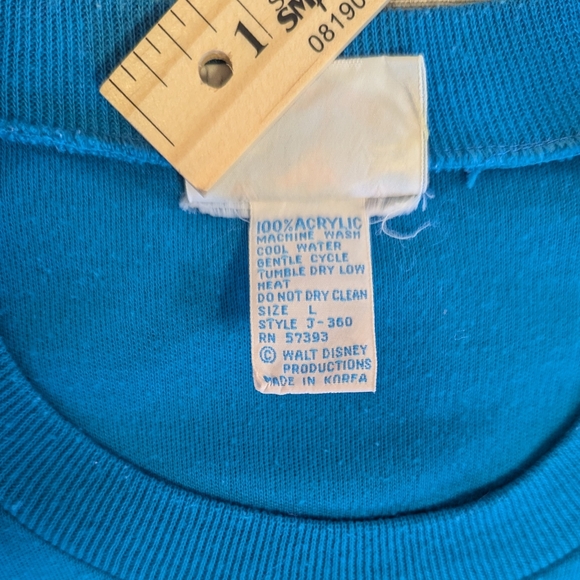 1
08190
100% ACRYLIC
MACHINE WASH
COOL WATER
GENTLE CYCLE
TUMBLE DRY LOW
HEAT
DO NOT DRY CLEAN
SIZE L
STYLE J-360
RN 57393
© WALT DISNEY
PRODUCTIONS
MADE IN KOREA